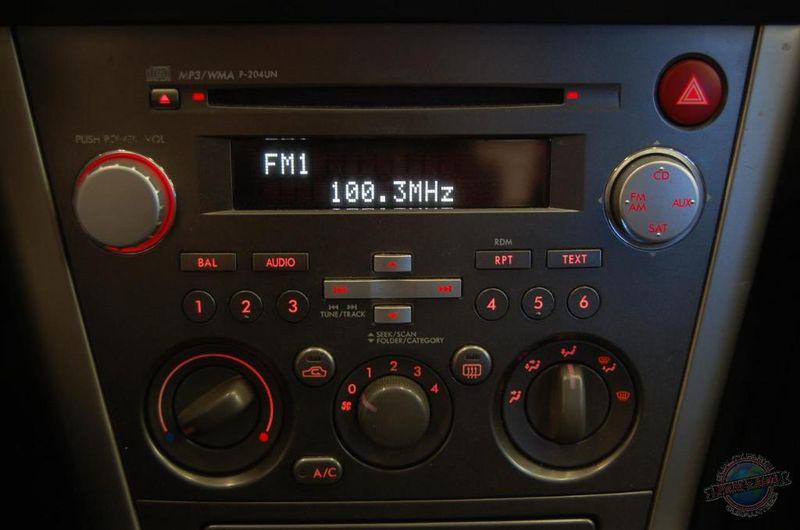 MP3/WMA P-204UN
PUSH POWER VOL
FM1
100.3MHz
CD
FM
AM
AUX
SAT
BAL
AUDIO
RDM
RPT
TEXT
1
2
3
TUNE/TRACK
SEEK/SCAN
FOLDER/CATEGORY
4
5
6
0 1 2 3 4
A/C